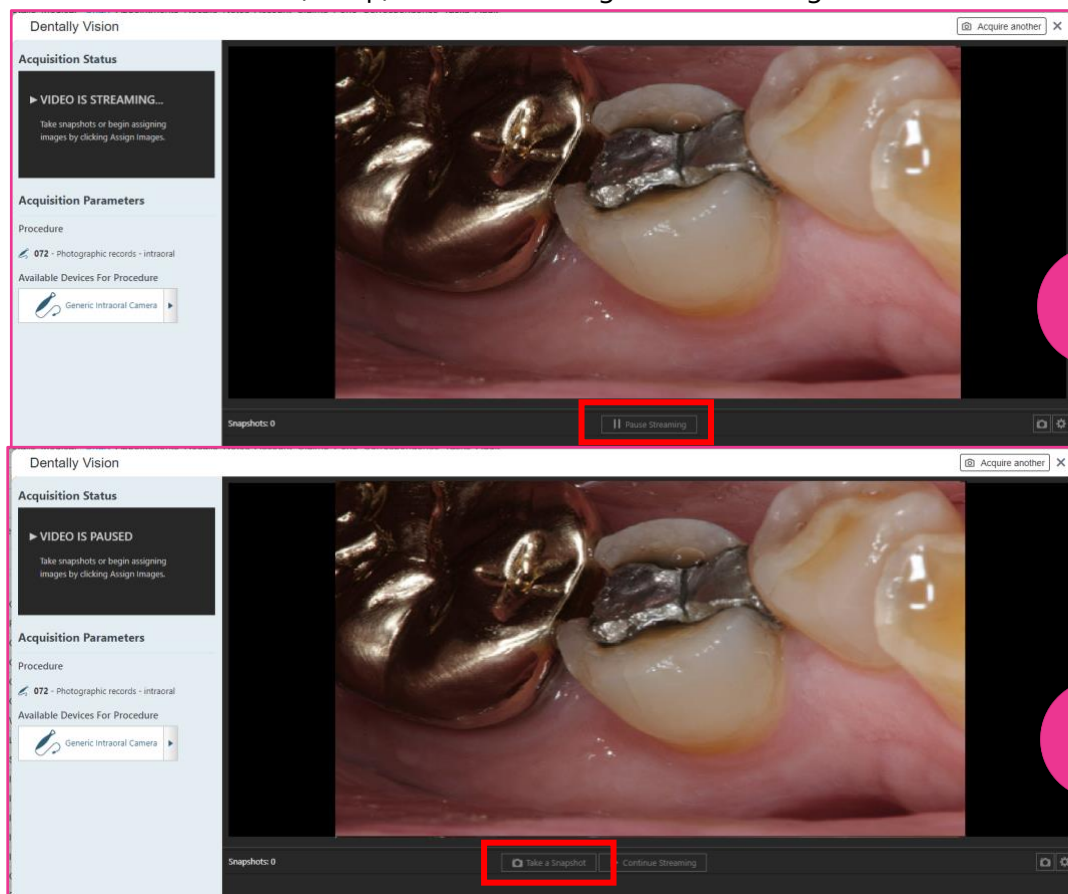 Dentally Vision
Acquire another
Acquisition Status
VIDEO IS STREAMING...
Take snapshots or begin assigning
images by clicking Assign Images.
Acquisition Parameters
Procedure
072 - Photographic records - intraoral
Available Devices For Procedure
Generic Intraoral Camera
Snapshots: 0
Pause Streaming
Dentally Vision
Acquire another
Acquisition Status
VIDEO IS PAUSED
Take snapshots or begin assigning
images by clicking Assign Images.
Acquisition Parameters
Procedure
072 - Photographic records - intraoral
Available Devices For Procedure
Generic Intraoral Camera
Snapshots: 0
Take a Snapshot
Continue Streaming